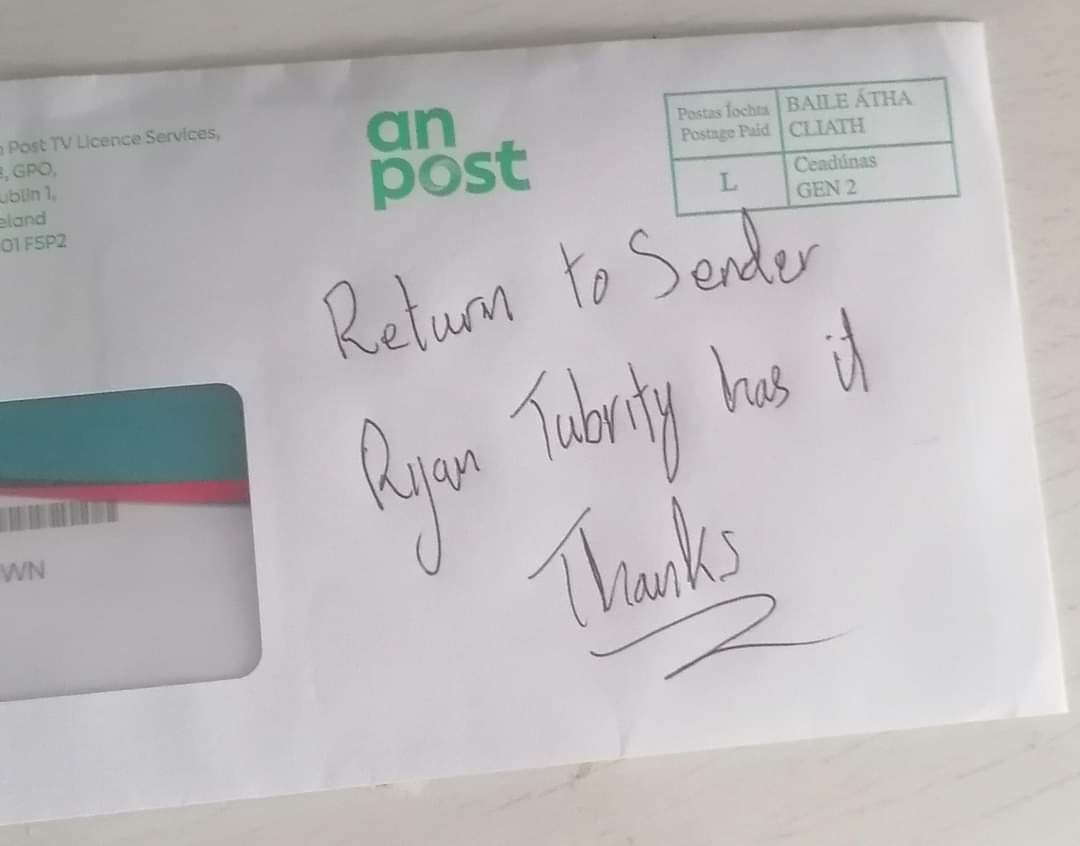 Post TV Licence Services,
, GPO,
ublin 1,
eland
01 F5P2
an
post
Postas Íochta
Postage Paid
BAILE ÁTHA
CLIATH
L
Ceadúnas
GEN 2
Return to Sender
Ryan Tubrity has it
Thanks
WN